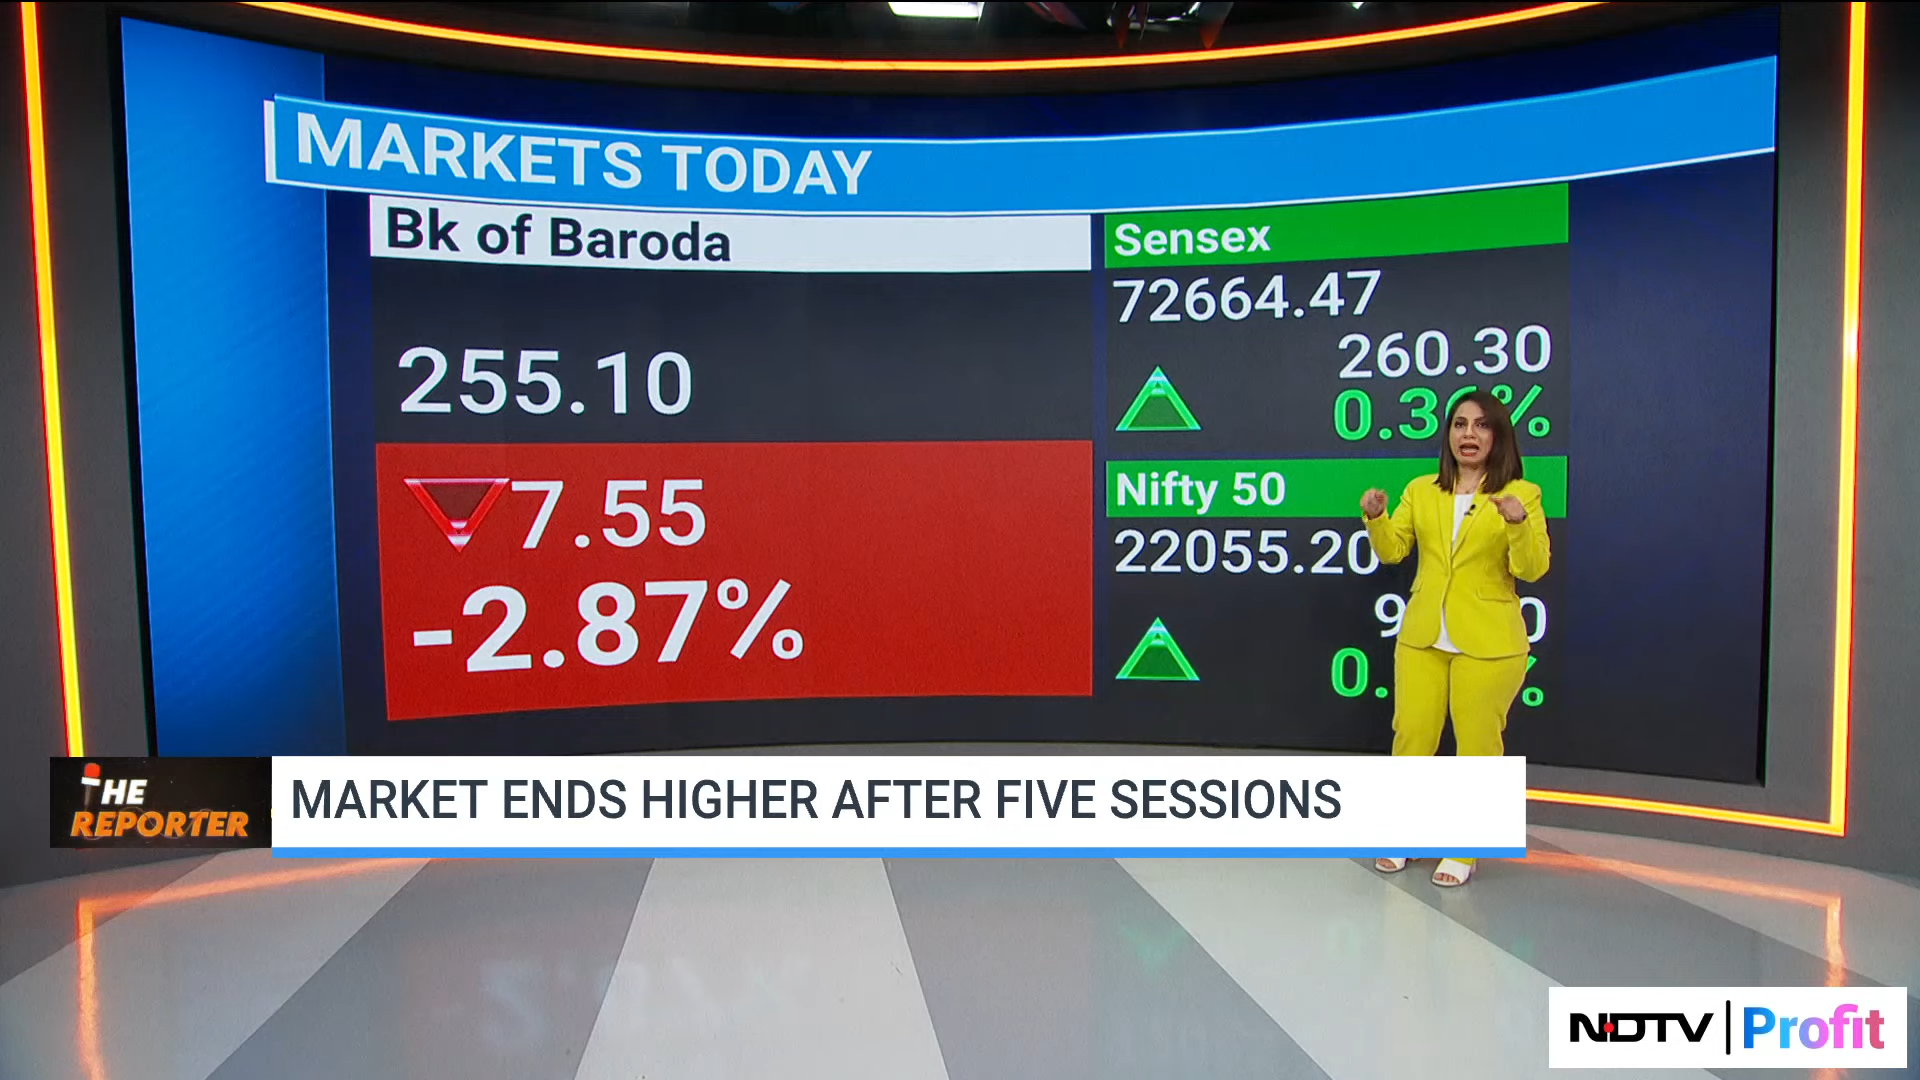 MARKETS TODAY
Bk of Baroda
255.10
7.55
-2.87%
Sensex
72664.47
260.30
Nifty 50
22055.20
THE REPORTER
MARKET ENDS HIGHER AFTER FIVE SESSIONS
NDTV Profit